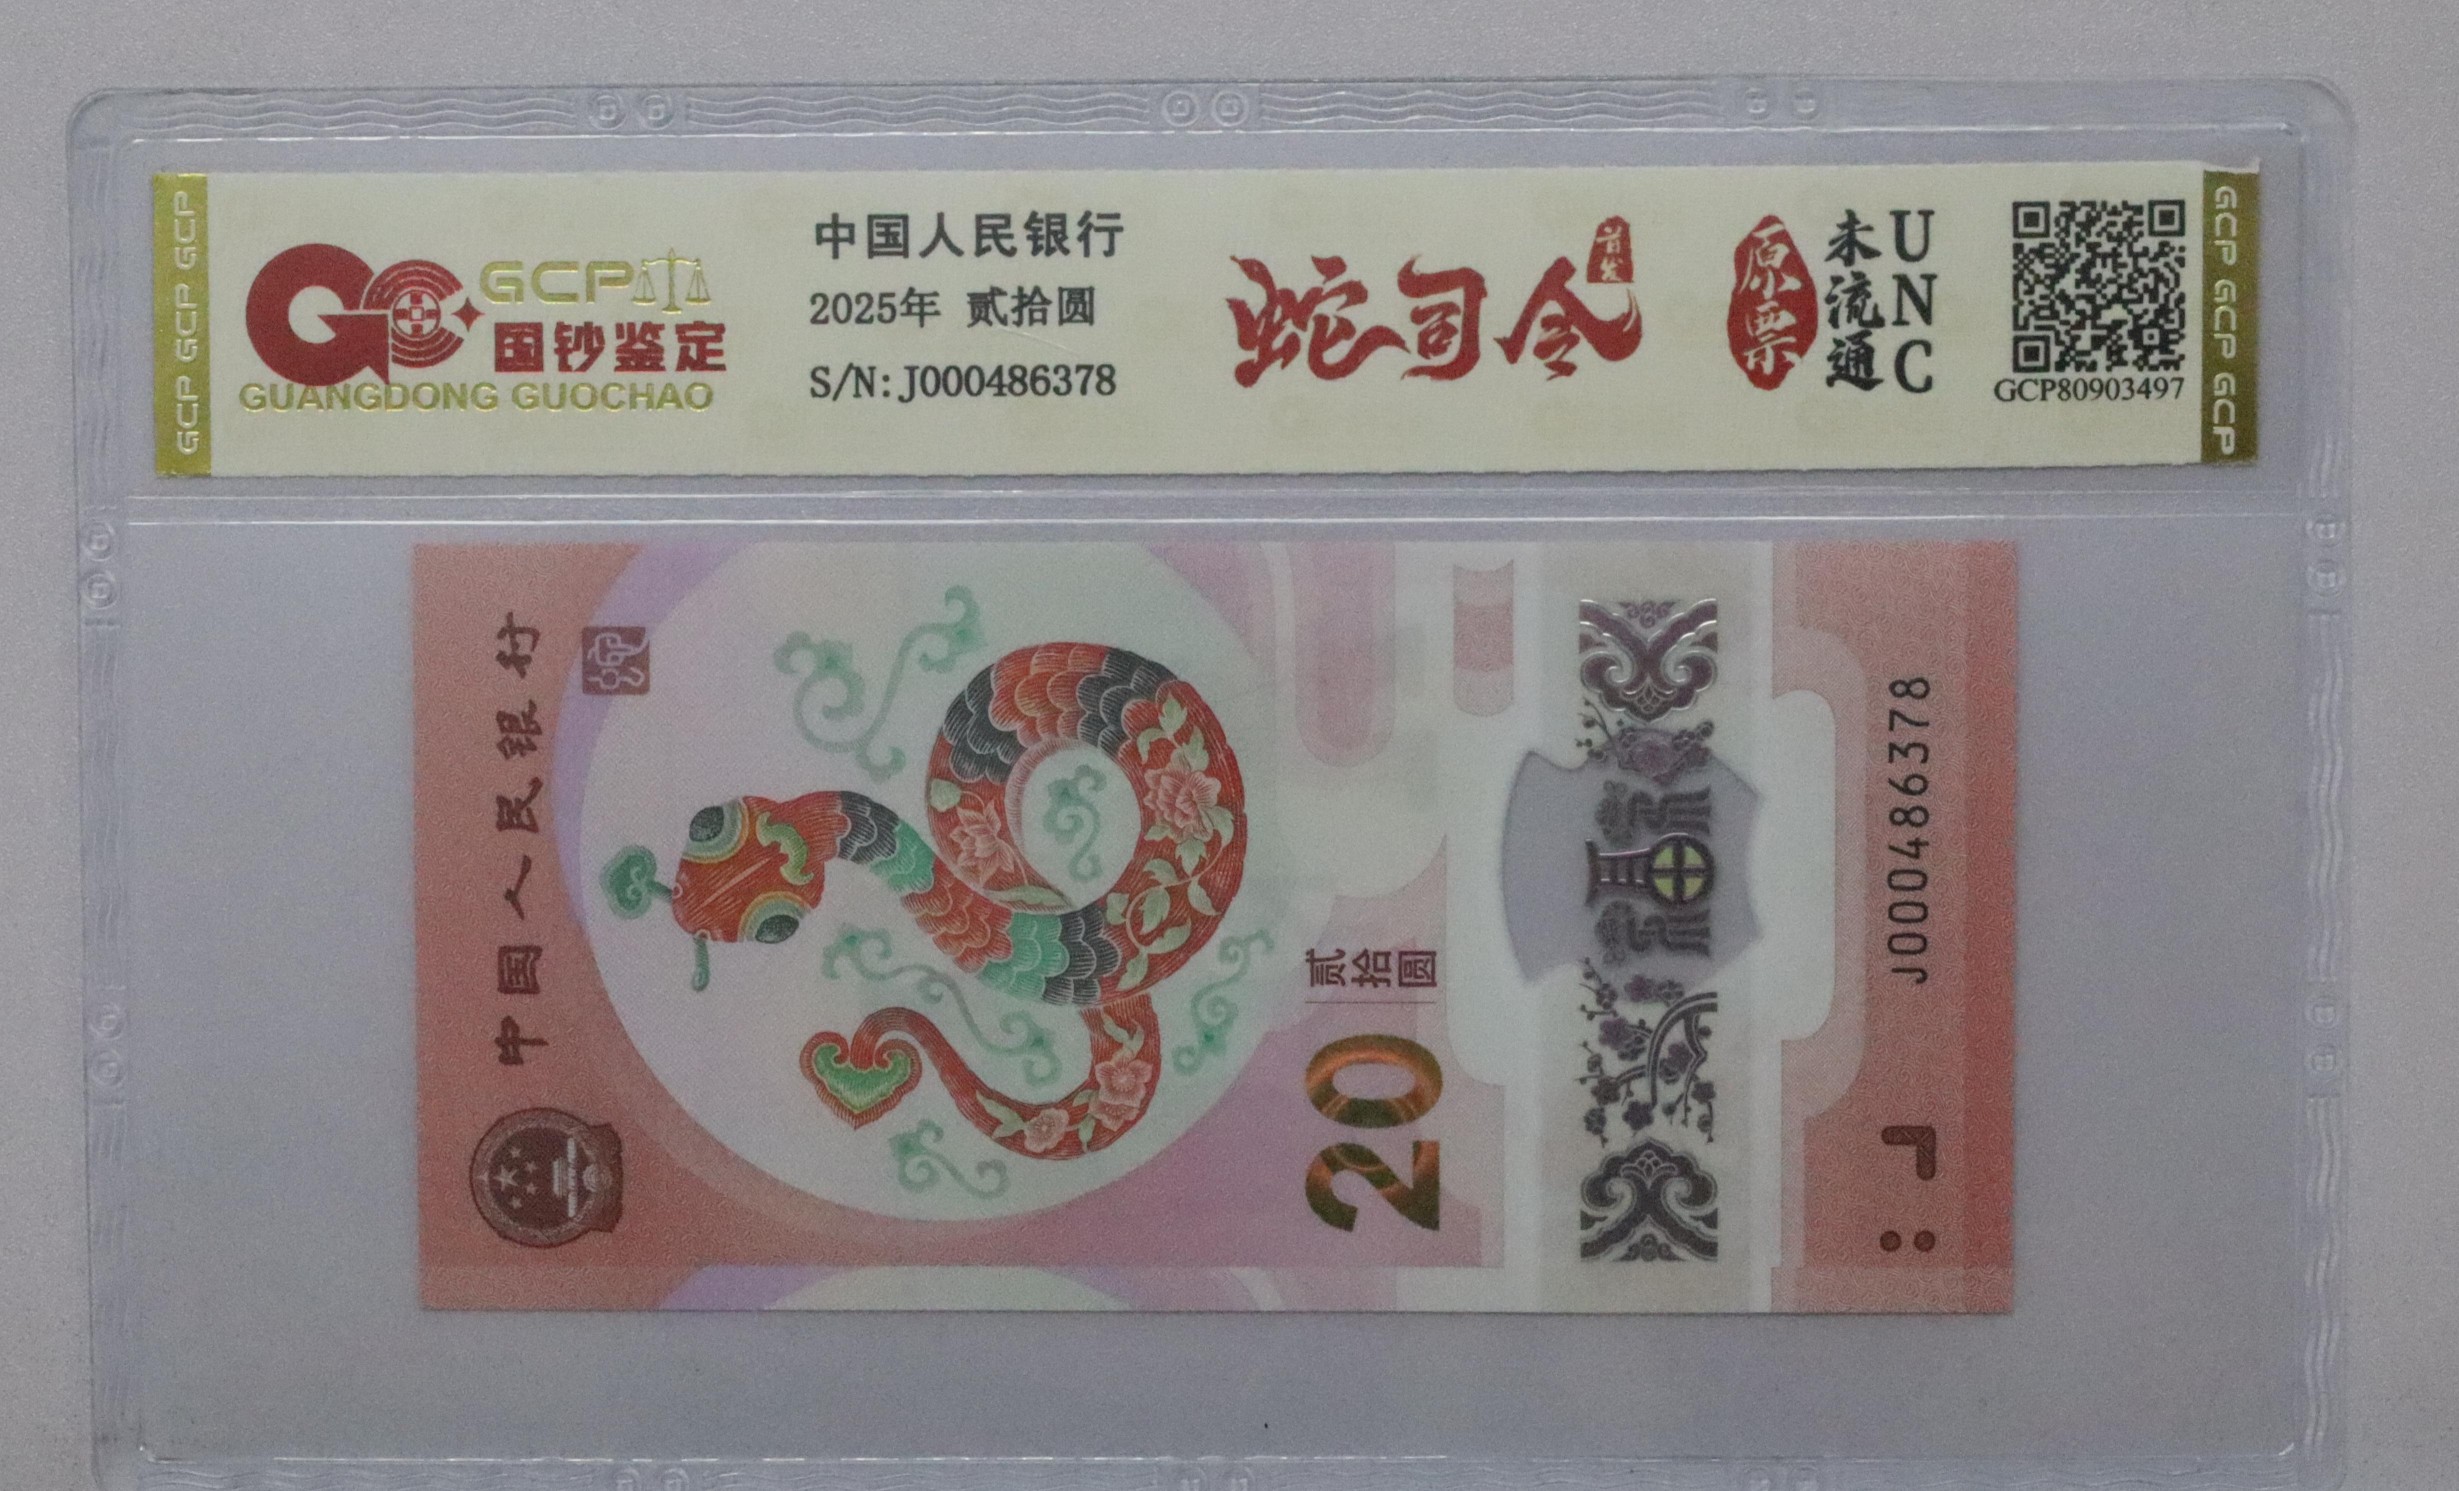 GCP GCP GCP
GCP
国钞鉴定
GUANGDONG GUOCHAO
中国人民银行
2025年 贰拾圆
S/N: J000486378
首发
蛇司令
原票
未流通
UNC
GCP80903497
GCP GCP GCP
中国人民银行
贰拾圆
20
J000486378